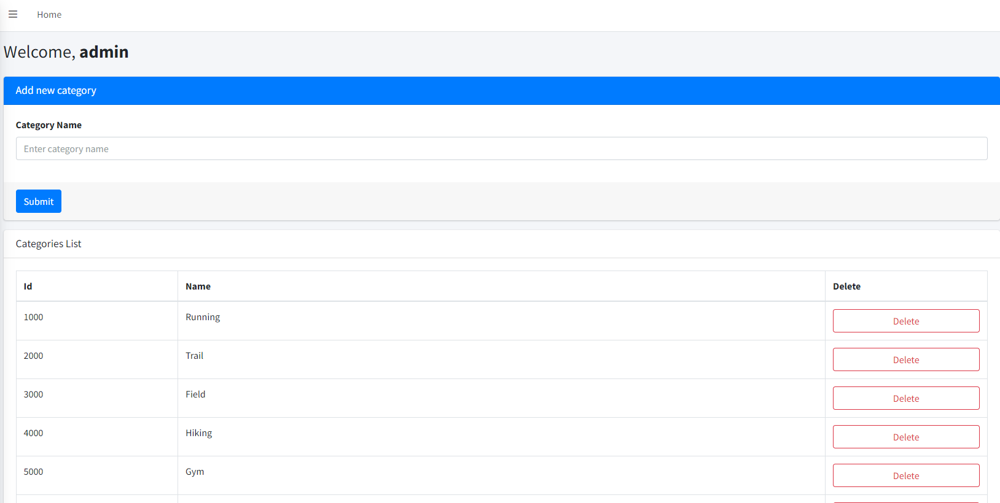 Home
Welcome, admin
Add new category
Category Name
Enter category name
Submit
Categories List
Id Name Delete
1000 Running Delete
2000 Trail Delete
3000 Field Delete
4000 Hiking Delete
5000 Gym Delete